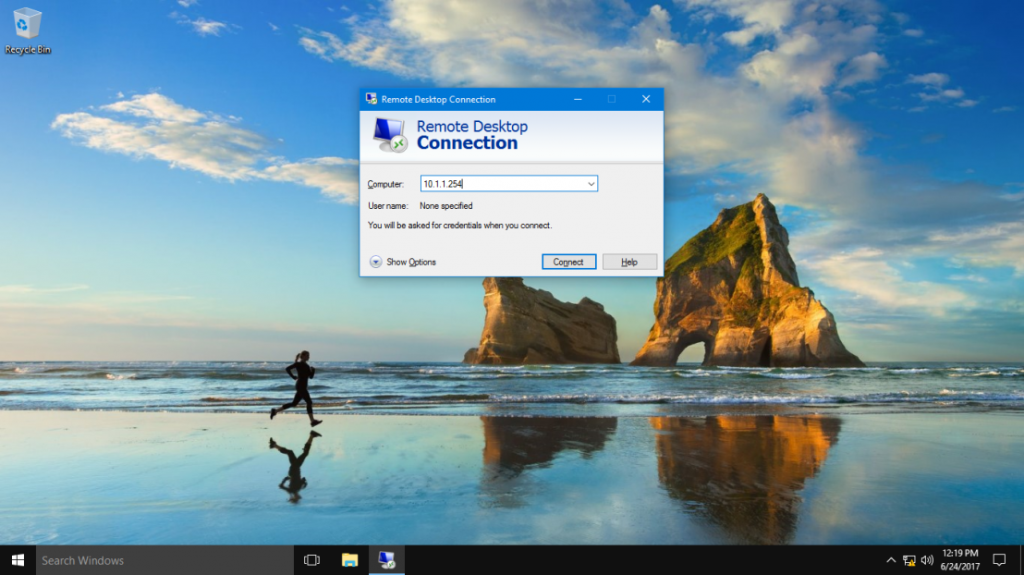 Recycle Bin
Remote Desktop Connection
Remote Desktop
Connection
Computer: 10.1.1.254
User name: None specified
You will be asked for credentials when you connect.
Show Options
Connect
Help
Search Windows
12:19 PM
6/24/2017